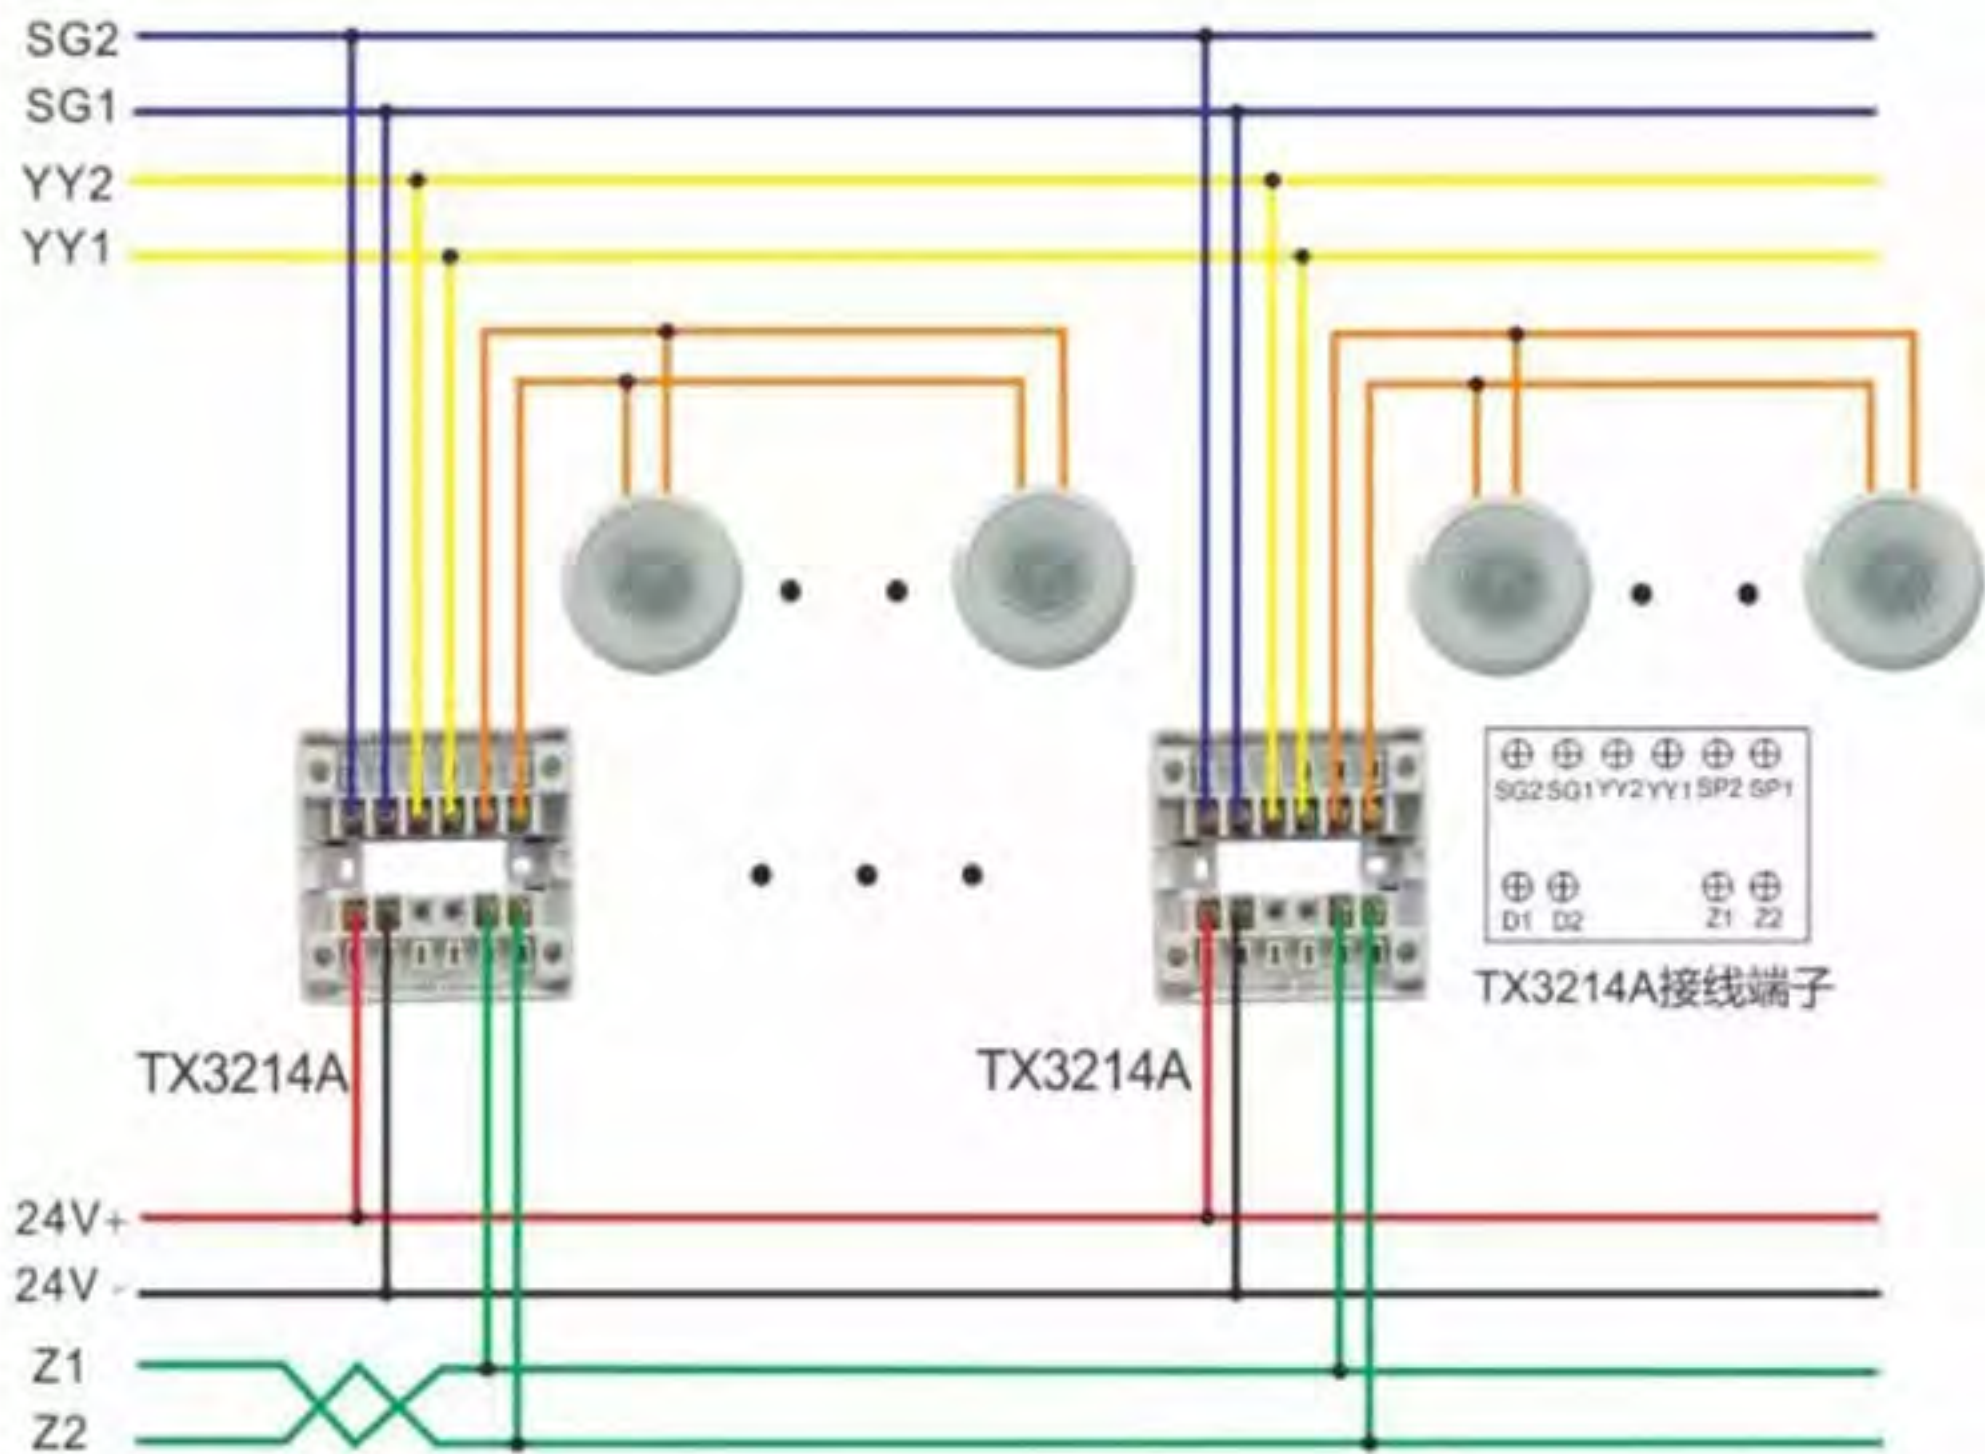 SG2
SG1
YY2
YY1
SG2 SG1 YY2 YY1 SP2 SP1
D1 D2 Z1 Z2
TX3214A接线端子
TX3214A
TX3214A
24V+
24V-
Z1
Z2